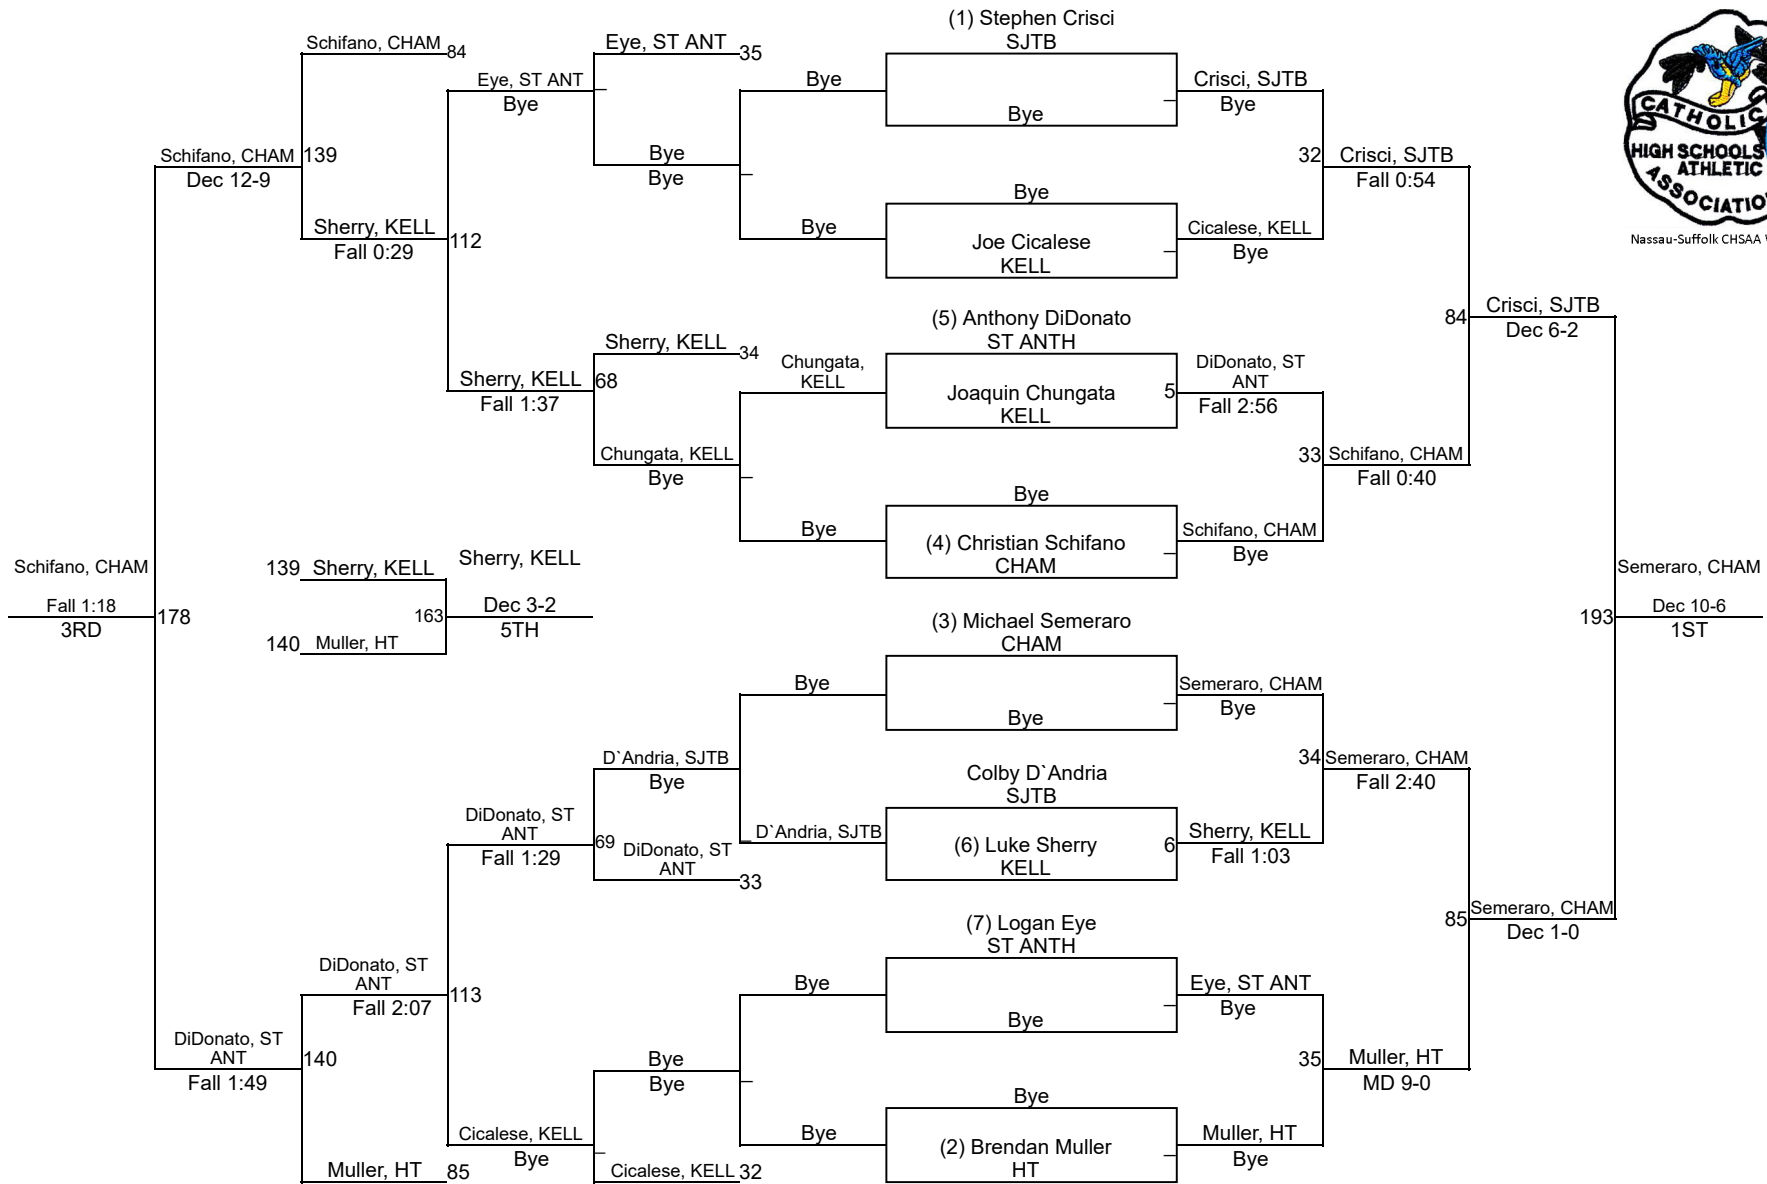 (1) Stephen Crisci
SJTB
Bye
Bye
Joe Cicalese
KELL
(5) Anthony DiDonato
ST ANTH
Joaquin Chungata
KELL
5
Bye
(4) Christian Schifano
CHAM
(3) Michael Semeraro
CHAM
Bye
Colby D`Andria
SJTB
(6) Luke Sherry
KELL
6
(7) Logan Eye
ST ANTH
Bye
Bye
(2) Brendan Muller
HT
Crisci, SJTB
Bye
Cicalese, KELL
Bye
DiDonato, ST
ANT
Fall 2:56
Schifano, CHAM
Bye
Semeraro, CHAM
Bye
Sherry, KELL
Fall 1:03
Eye, ST ANT
Bye
Muller, HT
Bye
32
Crisci, SJTB
Fall 0:54
33
Schifano, CHAM
Fall 0:40
34
Semeraro, CHAM
Fall 2:40
35
Muller, HT
MD 9-0
84
Crisci, SJTB
Dec 6-2
85
Semeraro, CHAM
Dec 1-0
Semeraro, CHAM
193
Dec 10-6
1ST
Bye
Bye
Chungata,
KELL
Bye
Bye
D`Andria, SJTB
Bye
Bye
Eye, ST ANT
35
Bye
Bye
Sherry, KELL
34
Chungata, KELL
Bye
D`Andria, SJTB
Bye
DiDonato, ST
ANT
33
Bye
Bye
Cicalese, KELL
32
Eye, ST ANT
Bye
Sherry, KELL
68
Fall 1:37
DiDonato, ST
ANT
69
Fall 1:29
Cicalese, KELL
Bye
Schifano, CHAM
84
Sherry, KELL
112
Fall 0:29
DiDonato, ST
ANT
113
Fall 2:07
Muller, HT
85
Schifano, CHAM
139
Dec 12-9
DiDonato, ST
ANT
140
Fall 1:49
Schifano, CHAM
178
Fall 1:18
3RD
139 Sherry, KELL
140 Muller, HT
163
Sherry, KELL
Dec 3-2
5TH
CATHOLIC
HIGH SCHOOLS
ATHLETIC
Nassau-Suffolk CHSAA